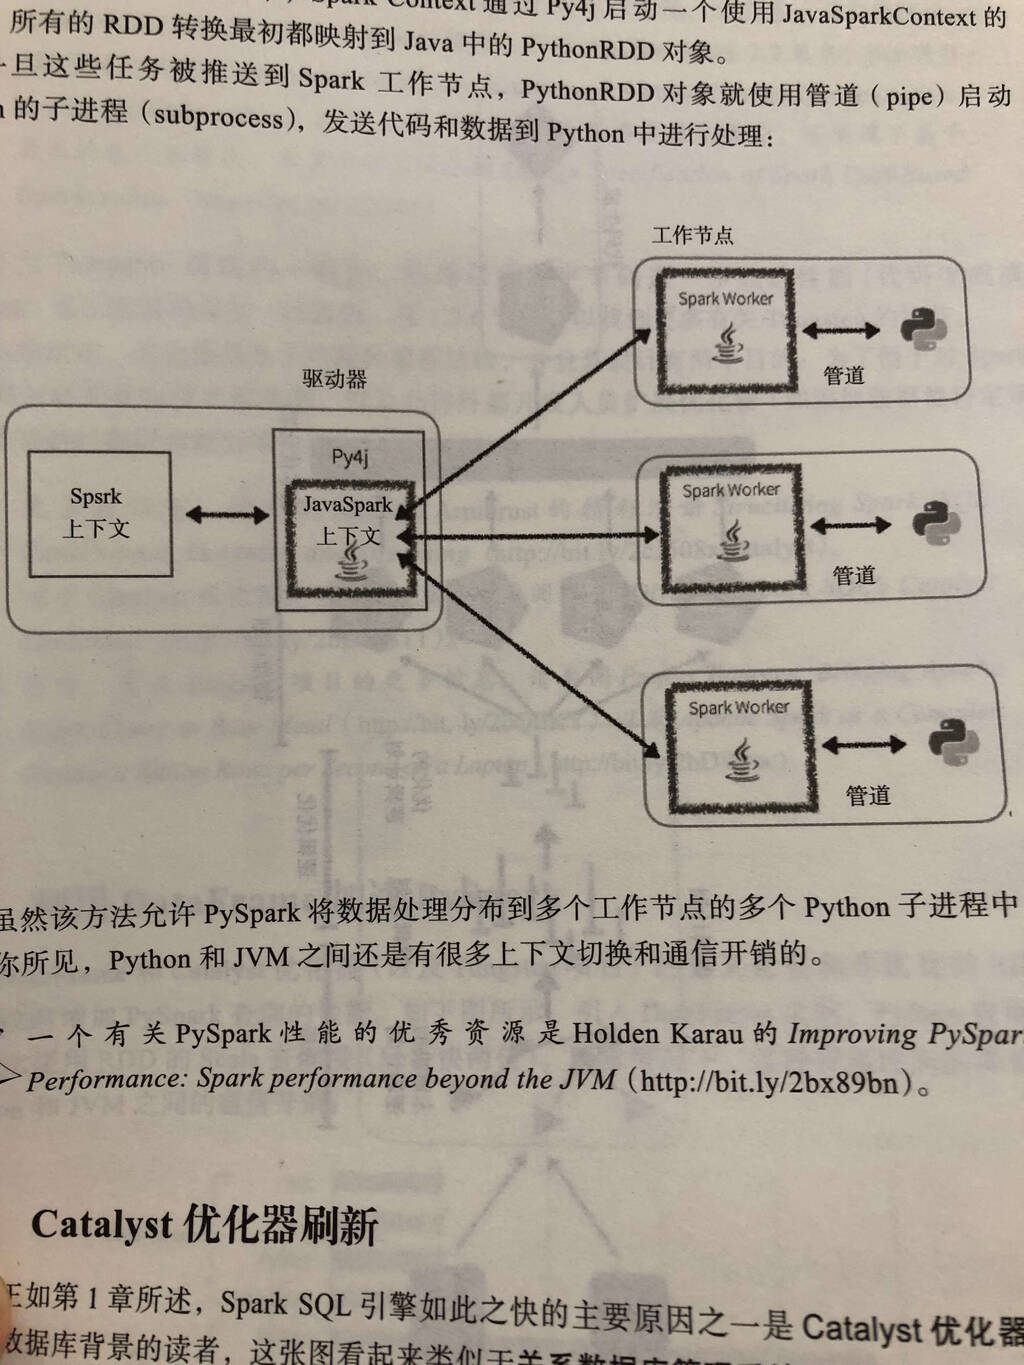 Spark Context 通过 Py4j 启动一个使用 JavaSparkContext 的
所有的 RDD 转换最初都映射到 Java 中的 PythonRDD 对象。
旦这些任务被推送到 Spark 工作节点，PythonRDD 对象就使用管道（pipe）启动
的子进程（subprocess），发送代码和数据到 Python 中进行处理：
工作节点
Spark Worker
管道
驱动器
Py4j
Spsrk
上下文
JavaSpark
上下文
Spark Worker
管道
Spark Worker
管道
虽然该方法允许 PySpark 将数据处理分布到多个工作节点的多个 Python 子进程中
你所见，Python 和 JVM 之间还是有很多上下文切换和通信开销的。
一个有关 PySpark 性能的优秀资源是 Holden Karau 的 Improving PySpar
Performance: Spark performance beyond the JVM（http://bit.ly/2bx89bn）。
Catalyst 优化器刷新
正如第 1 章所述，Spark SQL 引擎如此之快的主要原因之一是 Catalyst 优化器
数据库背景的读者，这张图看起来类似于关系数据库管理